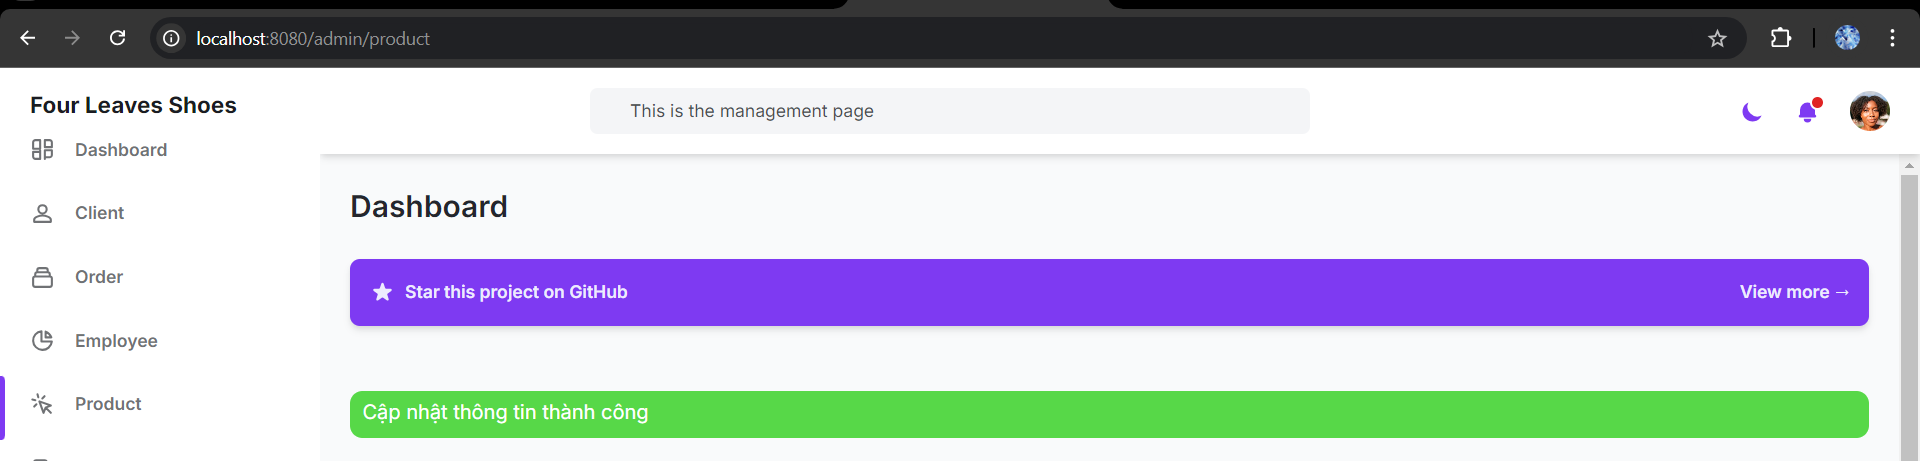 localhost:8080/admin/product
Four Leaves Shoes
This is the management page
Dashboard
Client
Order
Employee
Product
Dashboard
Star this project on GitHub
View more →
Cập nhật thông tin thành công